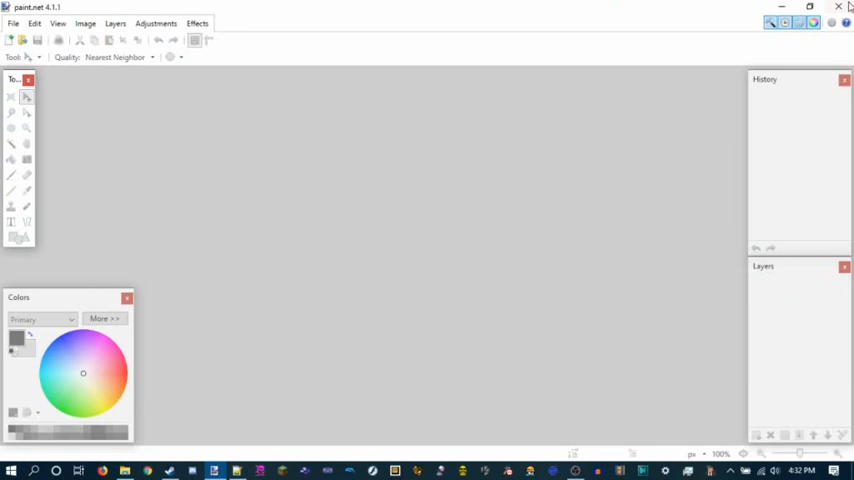 paint.net 4.1.1
File Edit View Image Layers Adjustments Effects
Tool: Quality: Nearest Neighbor
To...
History
Colors
Primary More >>
Layers
px 100%
4:32 PM